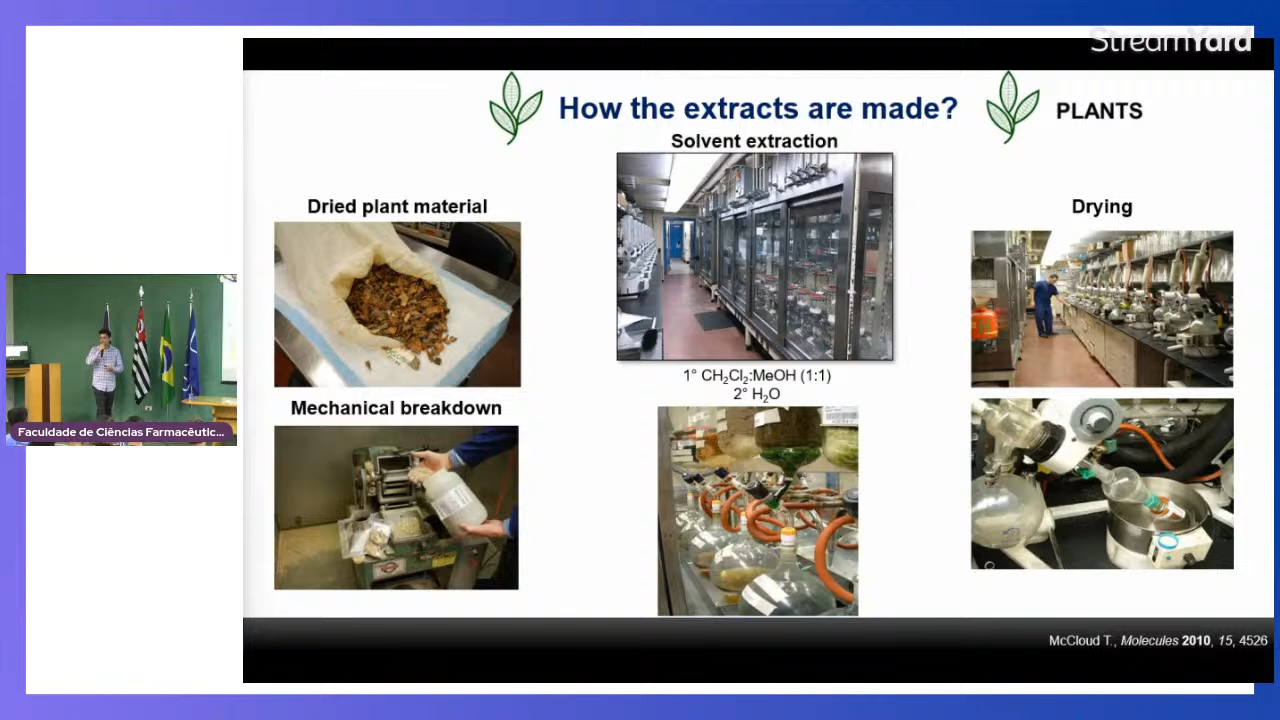 StreamYard
How the extracts are made?
PLANTS
Solvent extraction
Dried plant material
Drying
1° CH₂Cl₂:MeOH (1:1)
2° H₂O
Mechanical breakdown
Faculdade de Ciências Farmacêutic...
McCloud T., Molecules 2010, 15, 4526